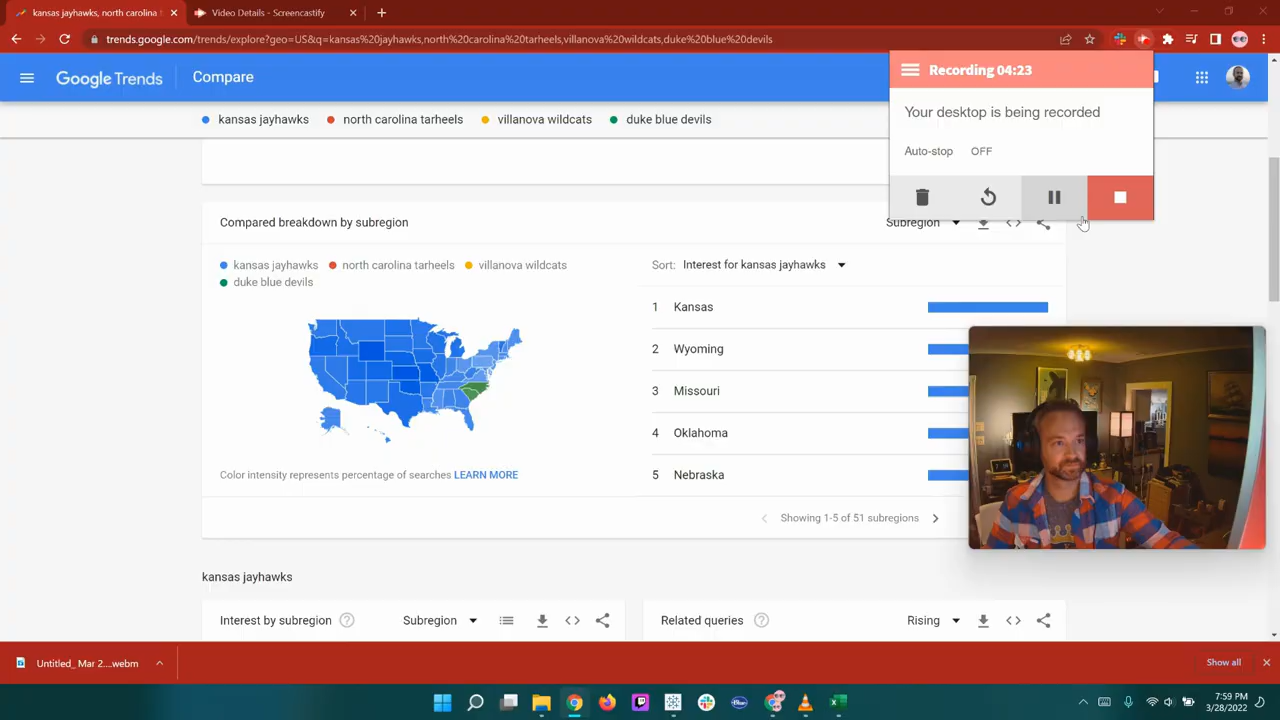 kansas jayhawks, north carolina
Video Details - Screencastify
trends.google.com/trends/explore?geo=US&q=kansas%20jayhawks,north%20carolina%20tarheels,villanova%20wildcats,duke%20blue%20devils
Google Trends
Compare
Recording 04:23
Your desktop is being recorded
Auto-stop OFF
kansas jayhawks north carolina tarheels villanova wildcats duke blue devils
Compared breakdown by subregion
Subregion
kansas jayhawks north carolina tarheels villanova wildcats
duke blue devils
Sort: Interest for kansas jayhawks
1 Kansas
2 Wyoming
3 Missouri
4 Oklahoma
5 Nebraska
Color intensity represents percentage of searches LEARN MORE
Showing 1-5 of 51 subregions
kansas jayhawks
Interest by subregion ? Subregion
Related queries ? Rising
Untitled_ Mar 2....webm
Show all
7:59 PM
3/28/2022